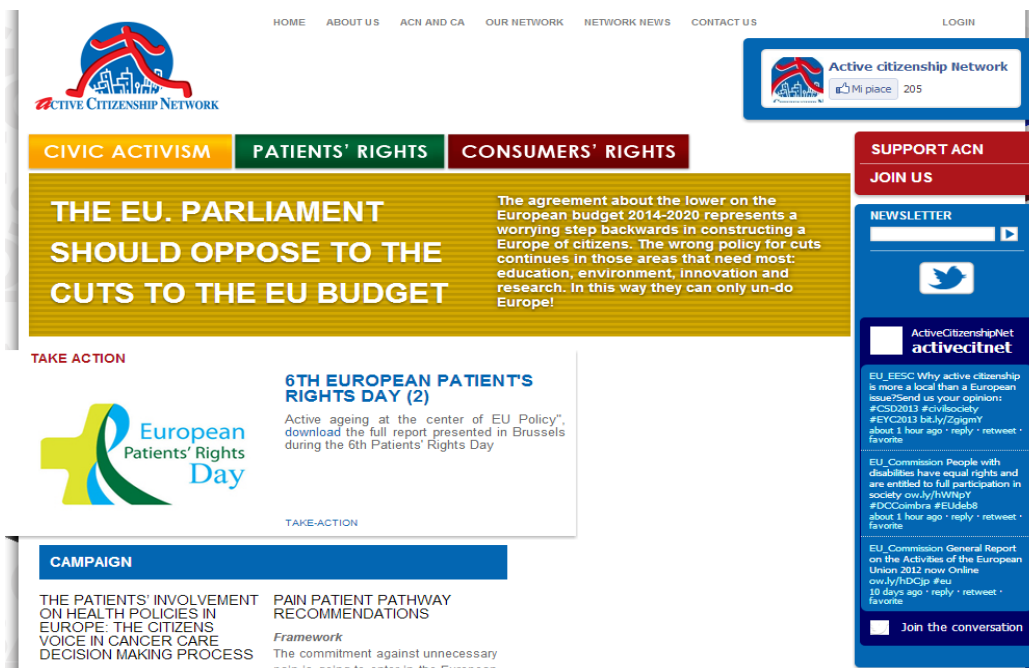 HOME ABOUT US ACN AND CA OUR NETWORK NETWORK NEWS CONTACT US LOGIN
ACTIVE CITIZENSHIP NETWORK
Active citizenship Network
Mi piace 205
CIVIC ACTIVISM PATIENTS' RIGHTS CONSUMERS' RIGHTS
THE EU. PARLIAMENT
SHOULD OPPOSE TO THE
CUTS TO THE EU BUDGET
The agreement about the lower on the
European budget 2014-2020 represents a
worrying step backwards in constructing a
Europe of citizens. The wrong policy for cuts
continues in those areas that need most:
education, environment, innovation and
research. In this way they can only un-do
Europe!
SUPPORT ACN
JOIN US
NEWSLETTER
ActiveCitizenshipNet
activecitnet
EU_EESC Why active citizenship
is more a local than a European
issue?Send us your opinion:
#CSD2013 #civilsociety
#EYC2013 bit.ly/ZgigmY
about 1 hour ago · reply · retweet ·
favorite
EU_Commission People with
disabilities have equal rights and
are entitled to full participation in
society ow.ly/hWNpY
#DCCoimbra #EUdeb8
about 1 hour ago · reply · retweet ·
favorite
EU_Commission General Report
on the Activities of the European
Union 2012 now Online
ow.ly/hDCjp #eu
10 days ago · reply · retweet ·
favorite
Join the conversation
TAKE ACTION
European
Patients' Rights
Day
6TH EUROPEAN PATIENT'S
RIGHTS DAY (2)
Active ageing at the center of EU Policy",
download the full report presented in Brussels
during the 6th Patients' Rights Day
TAKE-ACTION
CAMPAIGN
THE PATIENTS' INVOLVEMENT
ON HEALTH POLICIES IN
EUROPE: THE CITIZENS
VOICE IN CANCER CARE
DECISION MAKING PROCESS
PAIN PATIENT PATHWAY
RECOMMENDATIONS
Framework
The commitment against unnecessary